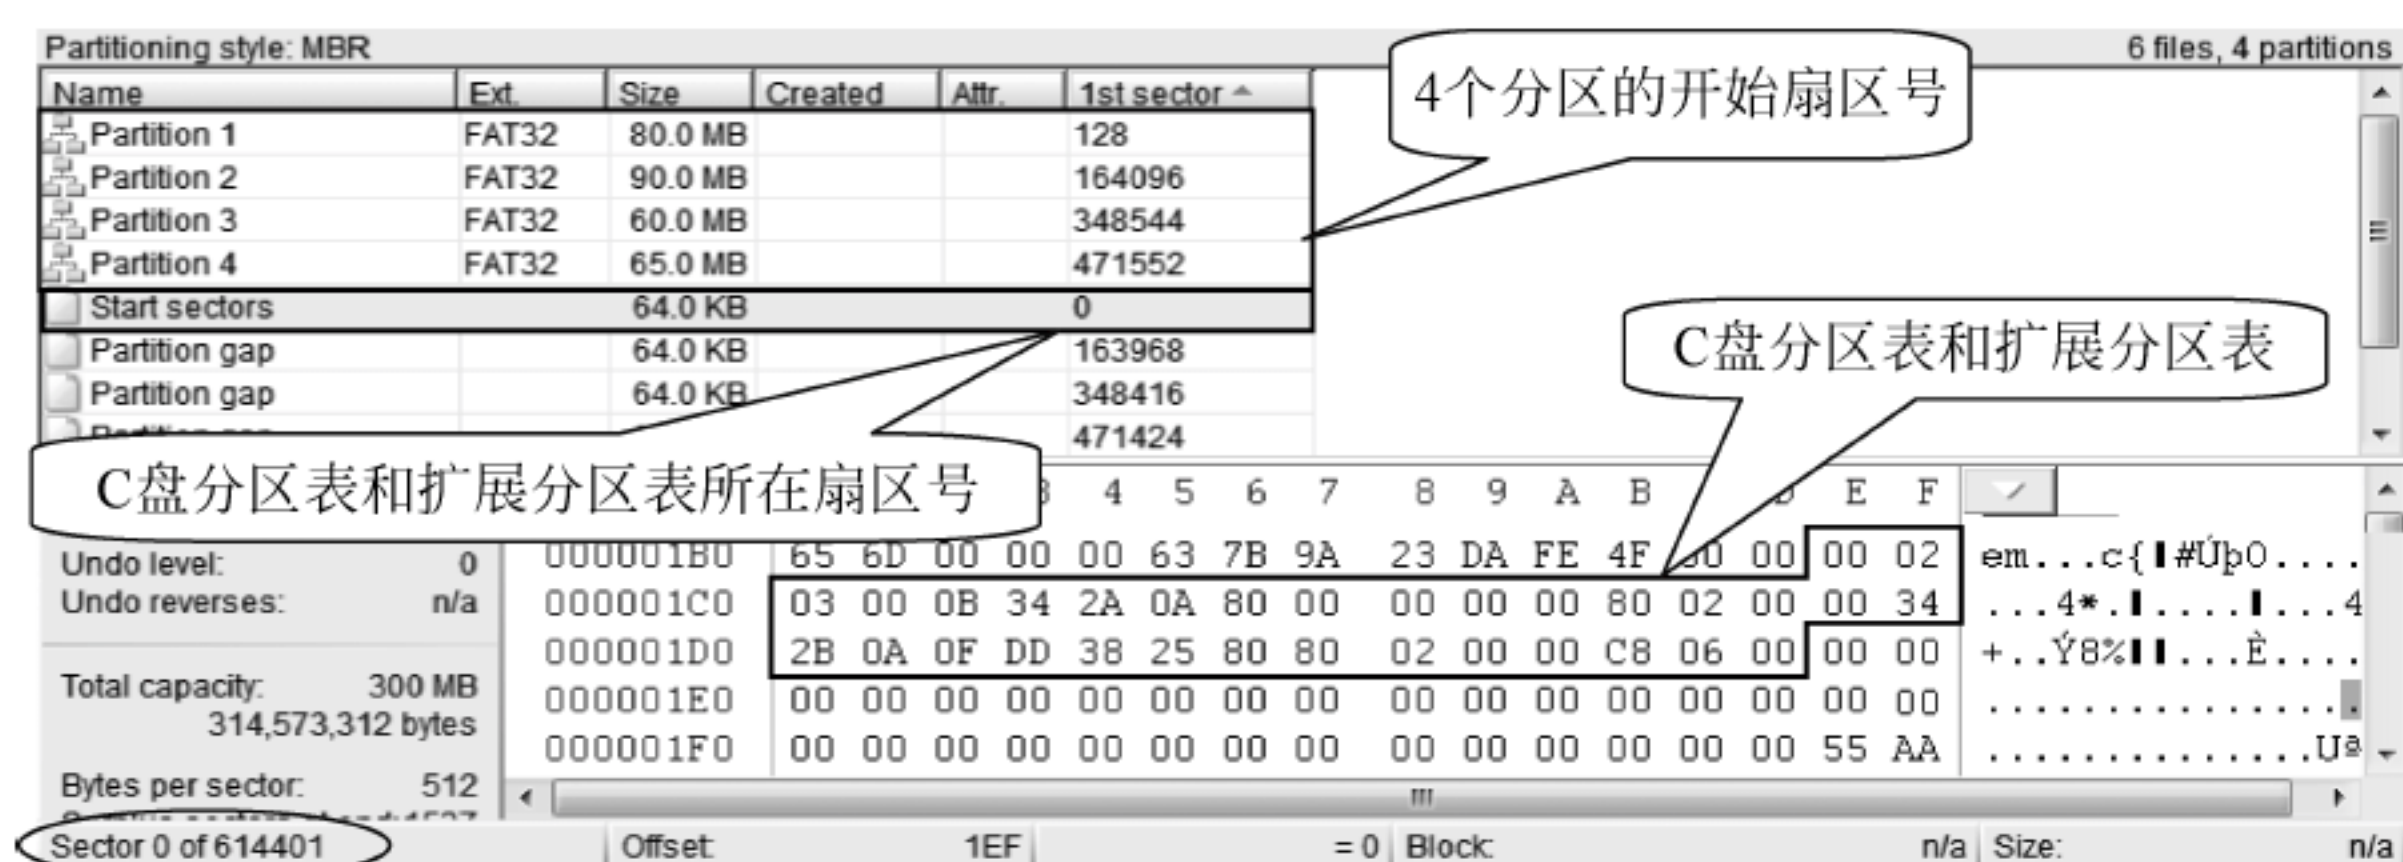 Partitioning style: MBR 6 files, 4 partitions
Name Ext. Size Created Attr. 1st sector
Partition 1 FAT32 80.0 MB 128
Partition 2 FAT32 90.0 MB 164096
Partition 3 FAT32 60.0 MB 348544
Partition 4 FAT32 65.0 MB 471552
Start sectors 64.0 KB 0
Partition gap 64.0 KB 163968
Partition gap 64.0 KB 348416
471424
4个分区的开始扇区号
C盘分区表和扩展分区表
C盘分区表和扩展分区表所在扇区号
4 5 6 7 8 9 A B D E F
000001B0 65 6D 00 00 00 63 7B 9A 23 DA FE 4F 00 00 00 02 em...c{▌#ÚþO....
000001C0 03 00 0B 34 2A 0A 80 00 00 00 00 80 02 00 00 34 ...4*.▌....▌...4
000001D0 2B 0A 0F DD 38 25 80 80 02 00 00 C8 06 00 00 00 +..Ý8%▌▌...È....
000001E0 00 00 00 00 00 00 00 00 00 00 00 00 00 00 00 00 ................
000001F0 00 00 00 00 00 00 00 00 00 00 00 00 00 00 55 AA ..............Uª
Undo level: 0
Undo reverses: n/a
Total capacity: 300 MB
314,573,312 bytes
Bytes per sector: 512
Sector 0 of 614401 Offset: 1EF = 0 Block: n/a Size: n/a